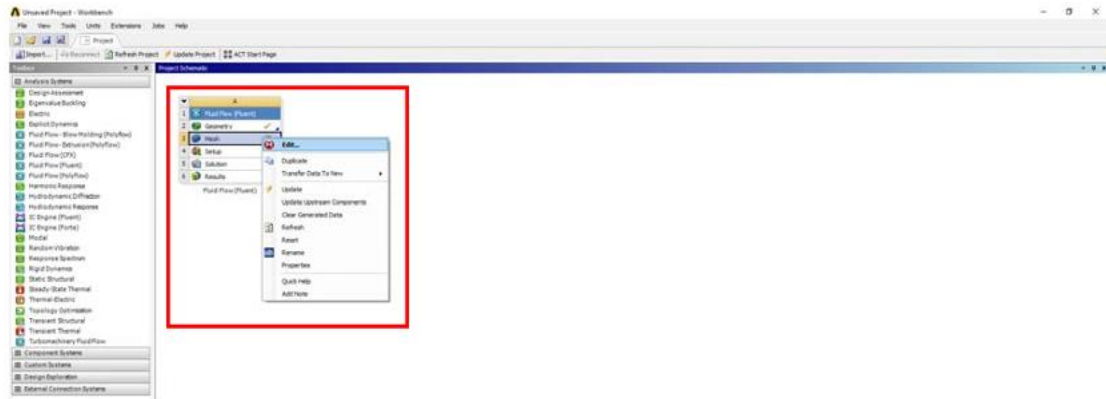 Unsaved Project - Workbench
File View Tools Units Extensions Jobs Help
Project
Import... Reconnect Refresh Project Update Project ACT Start Page
Toolbox
Project Schematic
Analysis Systems
Design Assessment
Eigenvalue Buckling
Electric
Explicit Dynamics
Fluid Flow - Blow Molding (Polyflow)
Fluid Flow - Extrusion (Polyflow)
Fluid Flow (CFX)
Fluid Flow (Fluent)
Fluid Flow (Polyflow)
Harmonic Response
Hydrodynamic Diffraction
Hydrodynamic Response
IC Engine (Fluent)
IC Engine (Forte)
Modal
Random Vibration
Response Spectrum
Rigid Dynamics
Static Structural
Steady-State Thermal
Thermal-Electric
Topology Optimization
Transient Structural
Transient Thermal
Turbomachinery Fluid Flow
Component Systems
Custom Systems
Design Exploration
External Connection Systems
A
1 Fluid Flow (Fluent)
2 Geometry
3 Mesh
4 Setup
5 Solution
6 Results
Fluid Flow (Fluent)
Edit...
Duplicate
Transfer Data To New
Update
Update Upstream Components
Clear Generated Data
Refresh
Reset
Rename
Properties
Quick Help
Add Note